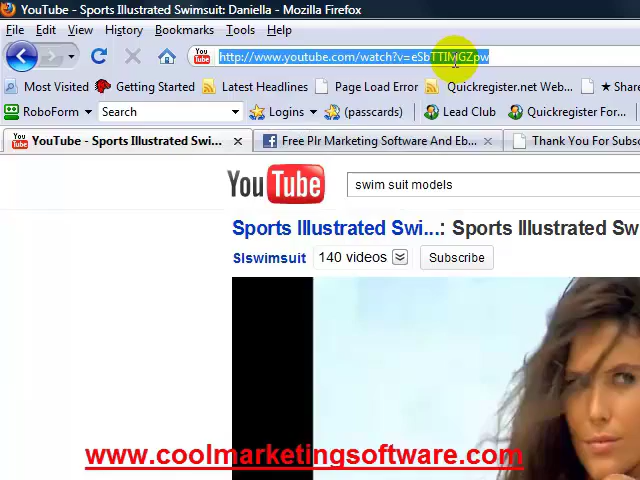 YouTube - Sports Illustrated Swimsuit: Daniella - Mozilla Firefox
File Edit View History Bookmarks Tools Help
You Tube http://www.youtube.com/watch?v=eSbTTIMGZpw
Most Visited Getting Started Latest Headlines Page Load Error Quickregister.net Web...
RoboForm Search Logins (passcards) Lead Club Quickregister For...
YouTube - Sports Illustrated Swi... Free Plr Marketing Software And Eb... Thank You For Subsc
YouTube swim suit models
Sports Illustrated Swi...: Sports Illustrated Sw
SIswimsuit 140 videos Subscribe
www.coolmarketingsoftware.com